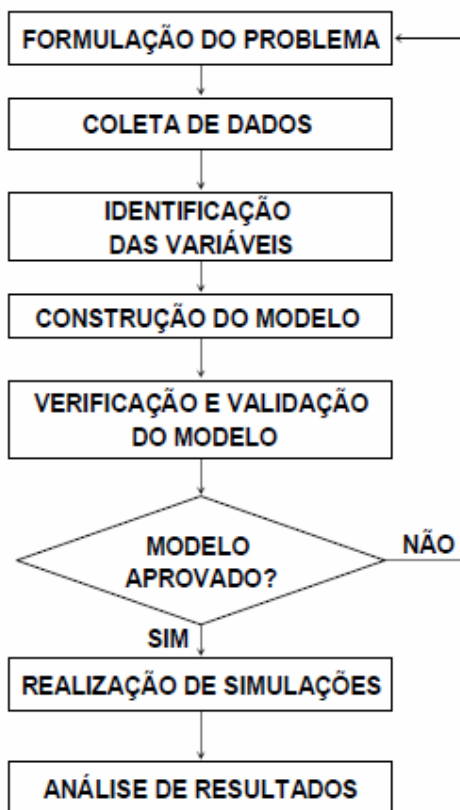 FORMULAÇÃO DO PROBLEMA
COLETA DE DADOS
IDENTIFICAÇÃO
DAS VARIÁVEIS
CONSTRUÇÃO DO MODELO
VERIFICAÇÃO E VALIDAÇÃO
DO MODELO
MODELO
APROVADO?
NÃO
SIM
REALIZAÇÃO DE SIMULAÇÕES
ANÁLISE DE RESULTADOS